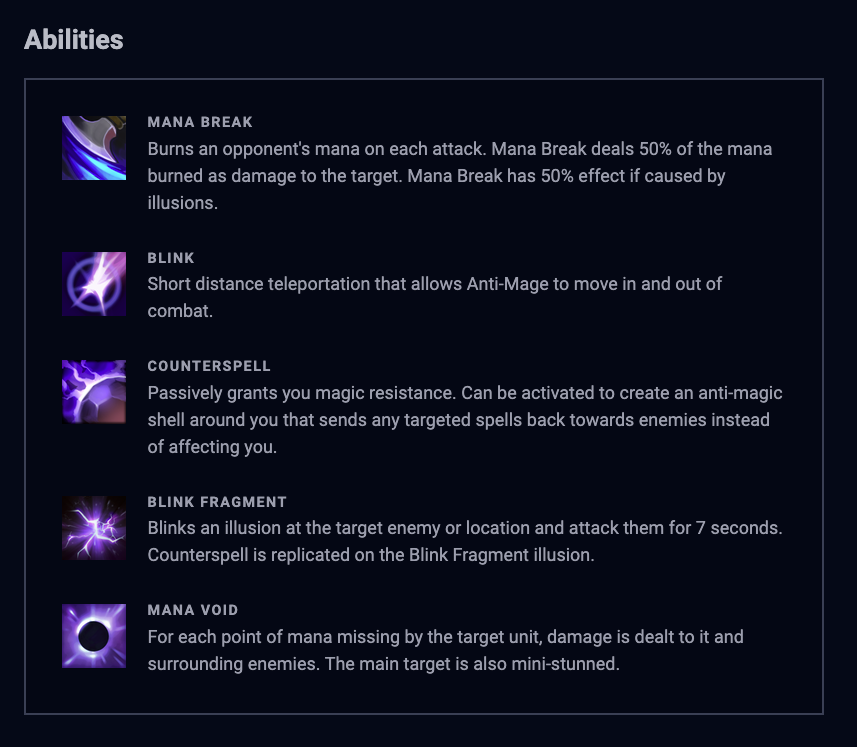 Abilities
MANA BREAK
Burns an opponent's mana on each attack. Mana Break deals 50% of the mana
burned as damage to the target. Mana Break has 50% effect if caused by
illusions.
BLINK
Short distance teleportation that allows Anti-Mage to move in and out of
combat.
COUNTERSPELL
Passively grants you magic resistance. Can be activated to create an anti-magic
shell around you that sends any targeted spells back towards enemies instead
of affecting you.
BLINK FRAGMENT
Blinks an illusion at the target enemy or location and attack them for 7 seconds.
Counterspell is replicated on the Blink Fragment illusion.
MANA VOID
For each point of mana missing by the target unit, damage is dealt to it and
surrounding enemies. The main target is also mini-stunned.